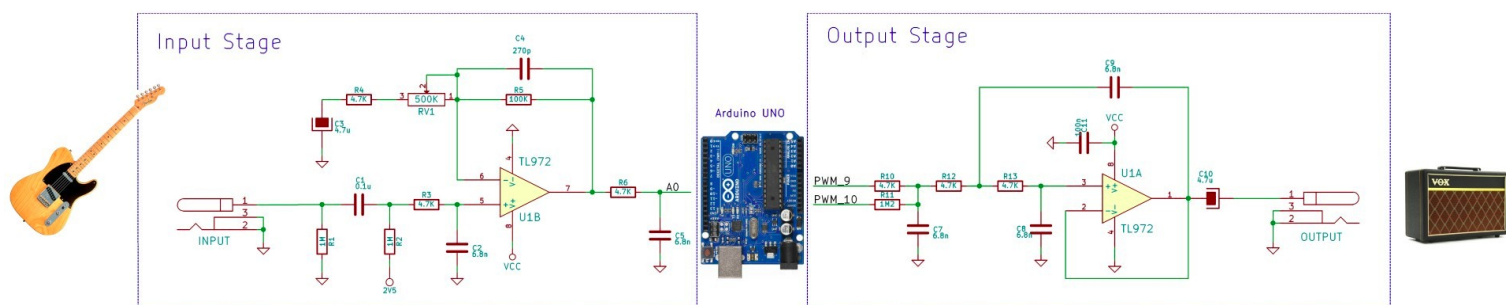 Input Stage
C4
270p
R4
4.7K
3
500K
1
2
RV1
R5
100K
C3
4.7u
4
TL972
6
7
5
U1B
8
VCC
R6
4.7K
A0
C5
6.8n
C1
0.1u
R3
4.7K
1
3
2
INPUT
1M
R1
1M
R2
2V5
C2
6.8n
Arduino UNO
UNO
Output Stage
C9
6.8n
100n
C11
VCC
8
U1A
PWM_9
R10
4.7K
R12
4.7K
R13
4.7K
3
1
2
4
TL972
PWM_10
R11
1M2
C7
6.8n
C8
6.8n
C10
4.7u
1
3
2
OUTPUT
VOX